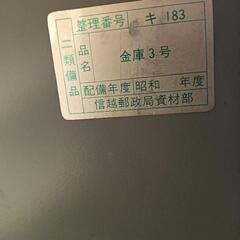 二類備品
整理番号 キ 183
品名 金庫3号
配備年度 昭和 年度
信越郵政局資材部